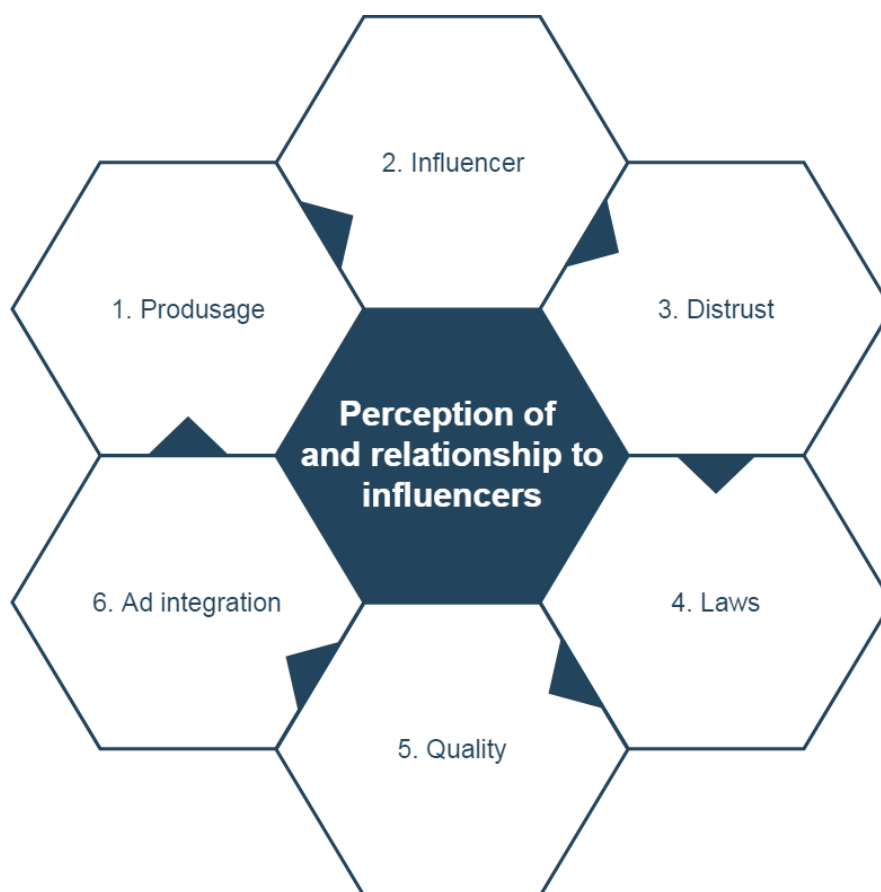 2. Influencer
1. Produsage
3. Distrust
Perception of
and relationship to
influencers
6. Ad integration
4. Laws
5. Quality